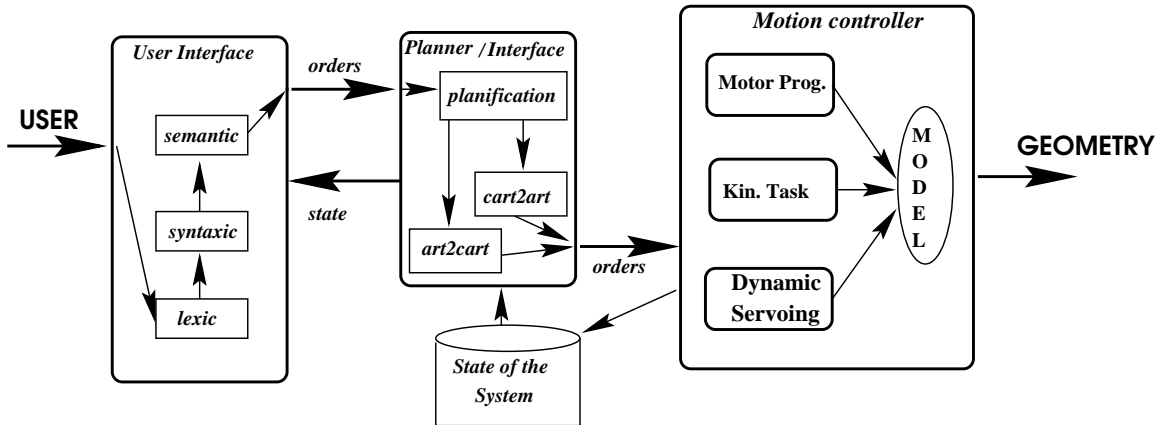 USER
User Interface
semantic
syntaxic
lexic
orders
state
Planner / Interface
planification
cart2art
art2cart
orders
State of the
System
Motion controller
Motor Prog.
Kin. Task
Dynamic
Servoing
M
O
D
E
L
GEOMETRY